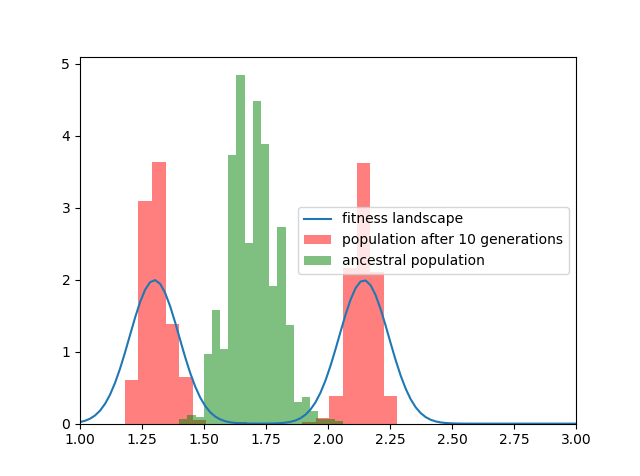 5
4
3
2
1
0
fitness landscape
population after 10 generations
ancestral population
1.00 1.25 1.50 1.75 2.00 2.25 2.50 2.75 3.00